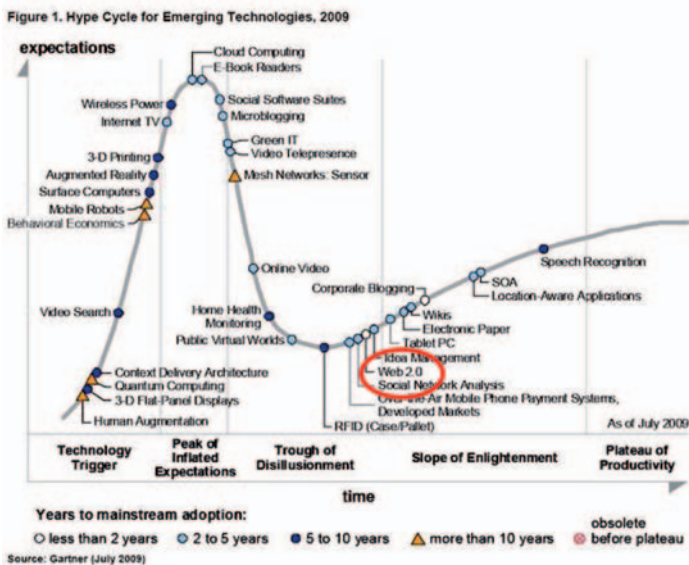 Figure 1. Hype Cycle for Emerging Technologies, 2009
expectations
Cloud Computing
E-Book Readers
Wireless Power
Social Software Suites
Internet TV
Microblogging
Green IT
3-D Printing
Video Telepresence
Augmented Reality
Mesh Networks: Sensor
Surface Computers
Mobile Robots
Behavioral Economics
Online Video
Speech Recognition
SOA
Corporate Blogging
Location-Aware Applications
Video Search
Home Health
Monitoring
Wikis
Electronic Paper
Public Virtual Worlds
Tablet PC
Idea Management
Context Delivery Architecture
Web 2.0
Quantum Computing
Social Network Analysis
3-D Flat-Panel Displays
Over-the-Air Mobile Phone Payment Systems,
Developed Markets
Human Augmentation
RFID (Case/Pallet)
As of July 2009
Technology
Trigger
Peak of
Inflated
Expectations
Trough of
Disillusionment
Slope of Enlightenment
Plateau of
Productivity
time
Years to mainstream adoption:
less than 2 years
2 to 5 years
5 to 10 years
more than 10 years
obsolete
before plateau
Source: Gartner (July 2009)